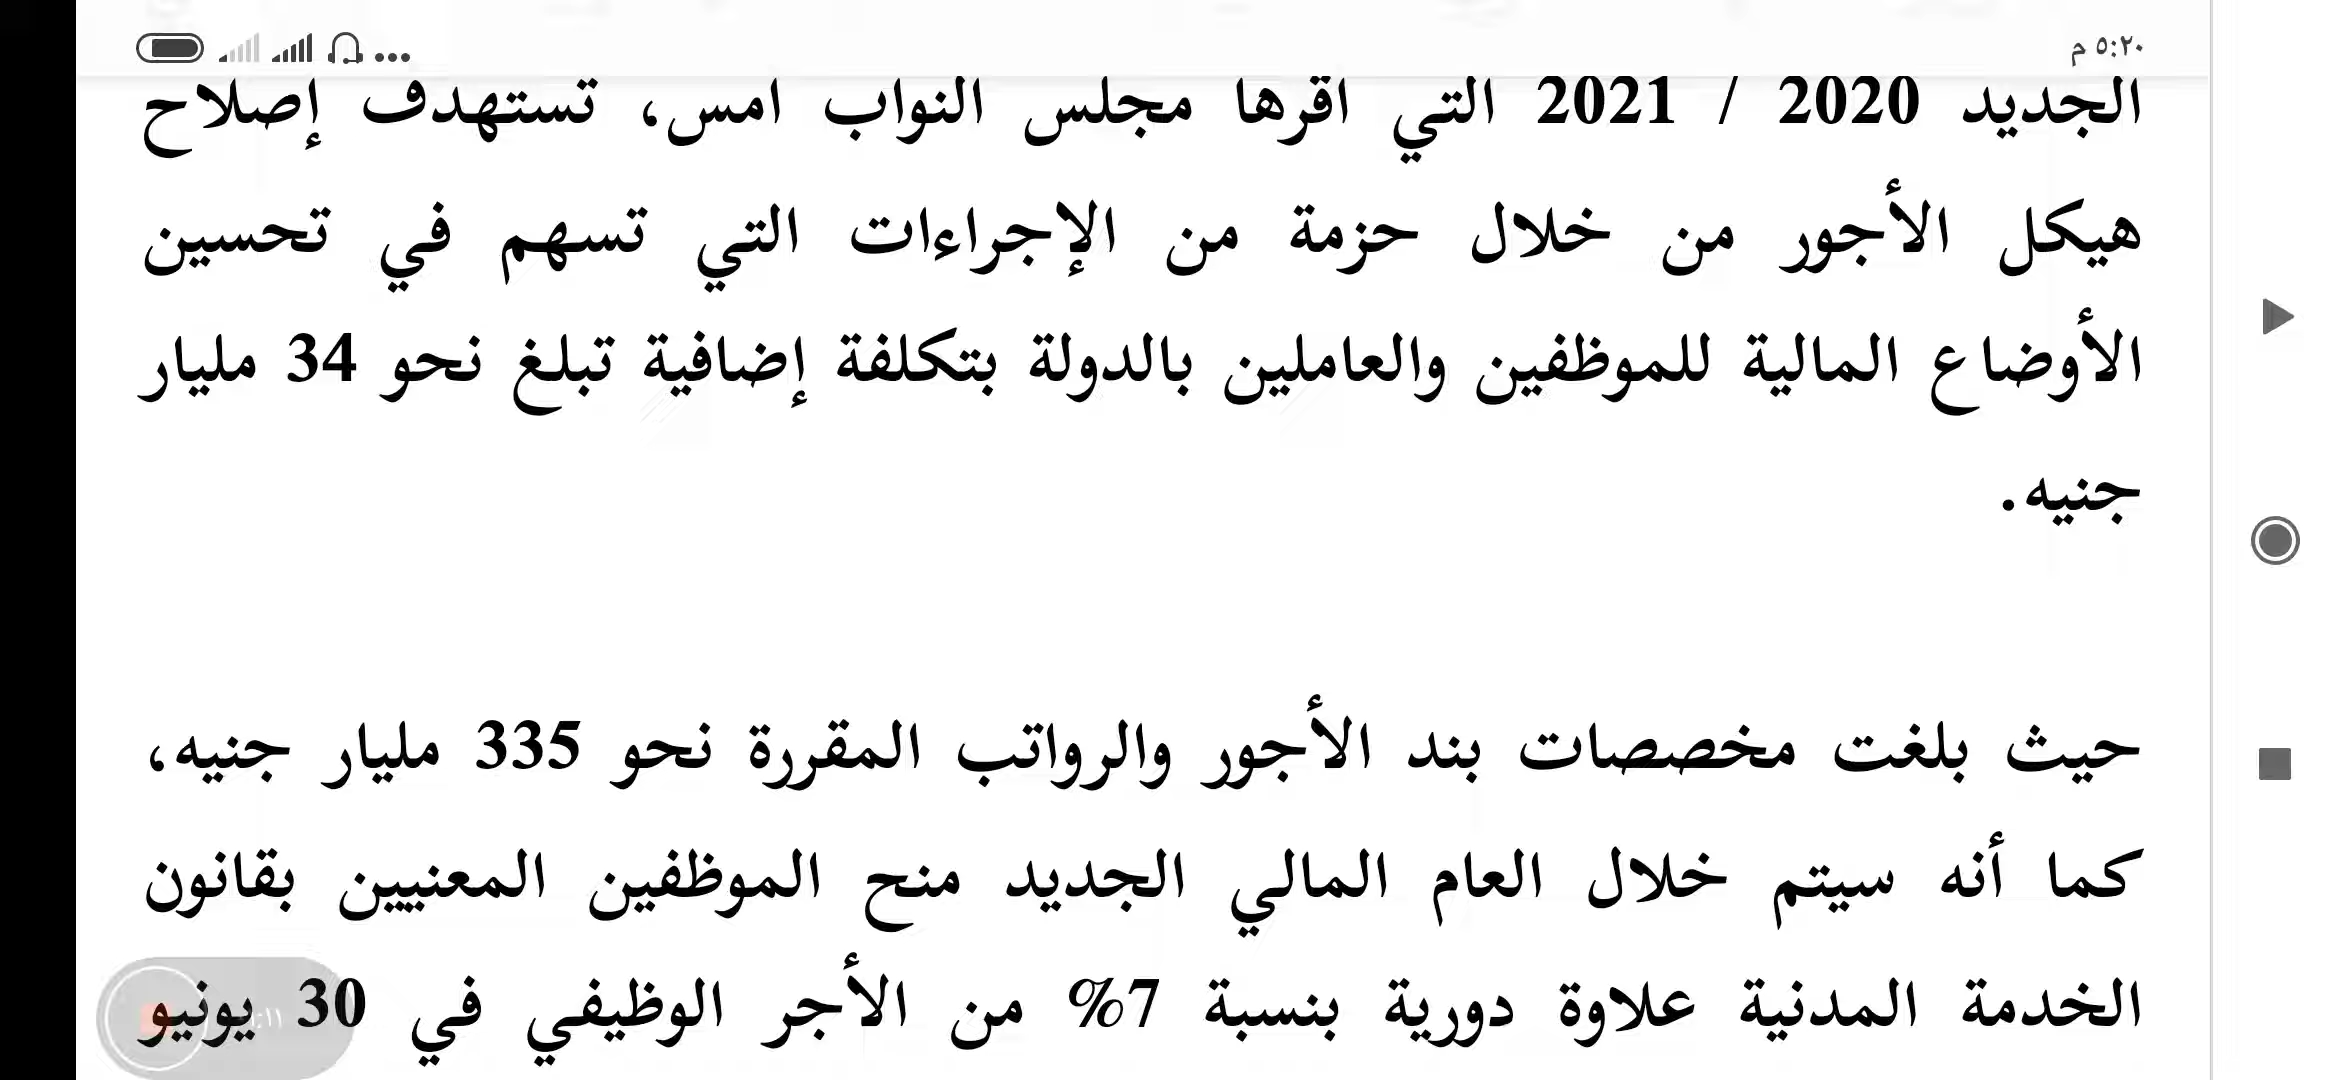 ٥:٢٠ م
الجديد 2020 / 2021 التي اقرها مجلس النواب امس، تستهدف إصلاح
هيكل الأجور من خلال حزمة من الإجراءات التي تسهم في تحسين
الأوضاع المالية للموظفين والعاملين بالدولة بتكلفة إضافية تبلغ نحو 34 مليار
جنيه.
حيث بلغت مخصصات بند الأجور والرواتب المقررة نحو 335 مليار جنيه،
كما أنه سيتم خلال العام المالي الجديد منح الموظفين المعنيين بقانون
الخدمة المدنية علاوة دورية بنسبة 7% من الأجر الوظيفي في 30 يونيو